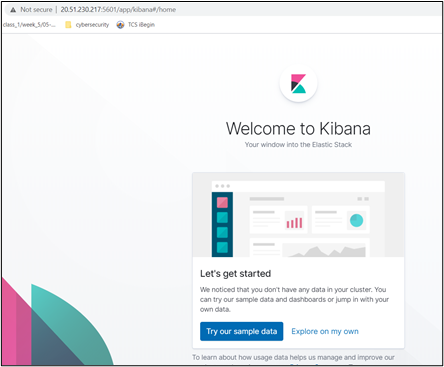 Not secure | 20.51.230.217:5601/app/kibana#/home
class_1/week_5/05-... cybersecurity TCS iBegin
Welcome to Kibana
Your window into the Elastic Stack
Let's get started
We noticed that you don't have any data in your cluster. You
can try our sample data and dashboards or jump in with your
own data.
Try our sample data Explore on my own
To learn about how usage data helps us manage and improve our